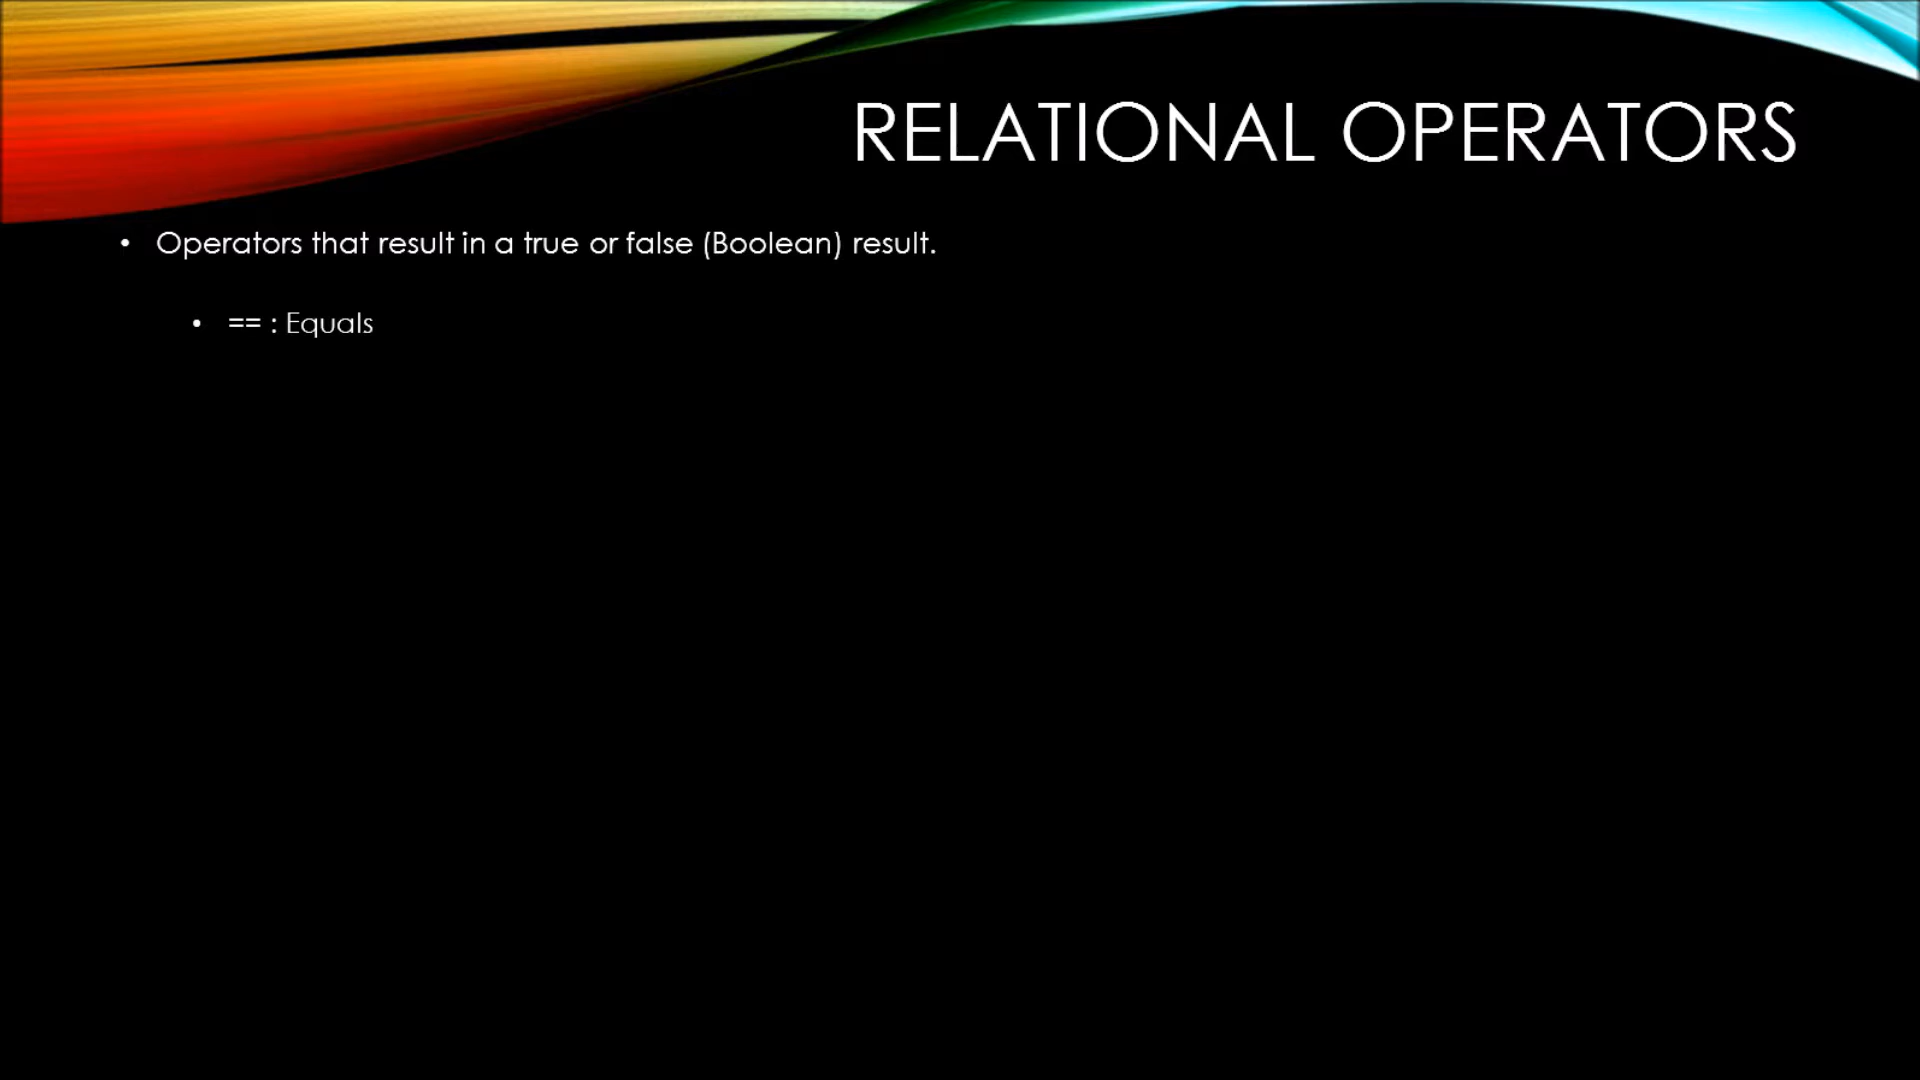 RELATIONAL OPERATORS
• Operators that result in a true or false (Boolean) result.
• == : Equals